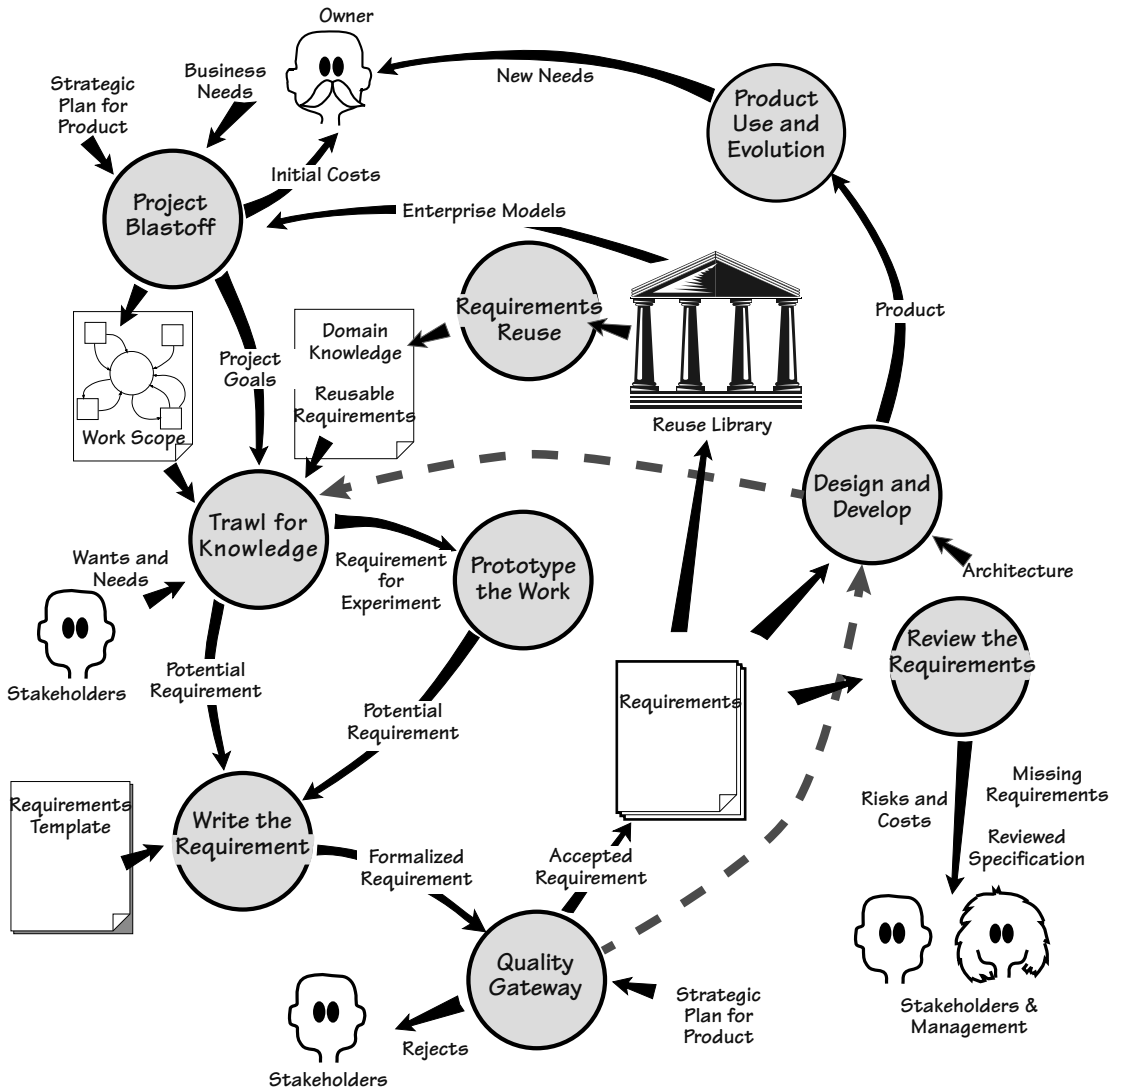 Owner
New Needs
Business
Needs
Strategic
Plan for
Product
Product
Use and
Evolution
Initial Costs
Project
Blastoff
Enterprise Models
Requirements
Reuse
Product
Domain
Knowledge
Reusable
Requirements
Project
Goals
Work Scope
Reuse Library
Design and
Develop
Trawl for
Knowledge
Requirement
for
Experiment
Prototype
the Work
Architecture
Wants and
Needs
Stakeholders
Review the
Requirements
Potential
Requirement
Potential
Requirement
Requirements
Requirements
Template
Write the
Requirement
Risks and
Costs
Missing
Requirements
Reviewed
Specification
Formalized
Requirement
Accepted
Requirement
Quality
Gateway
Strategic
Plan for
Product
Stakeholders &
Management
Rejects
Stakeholders